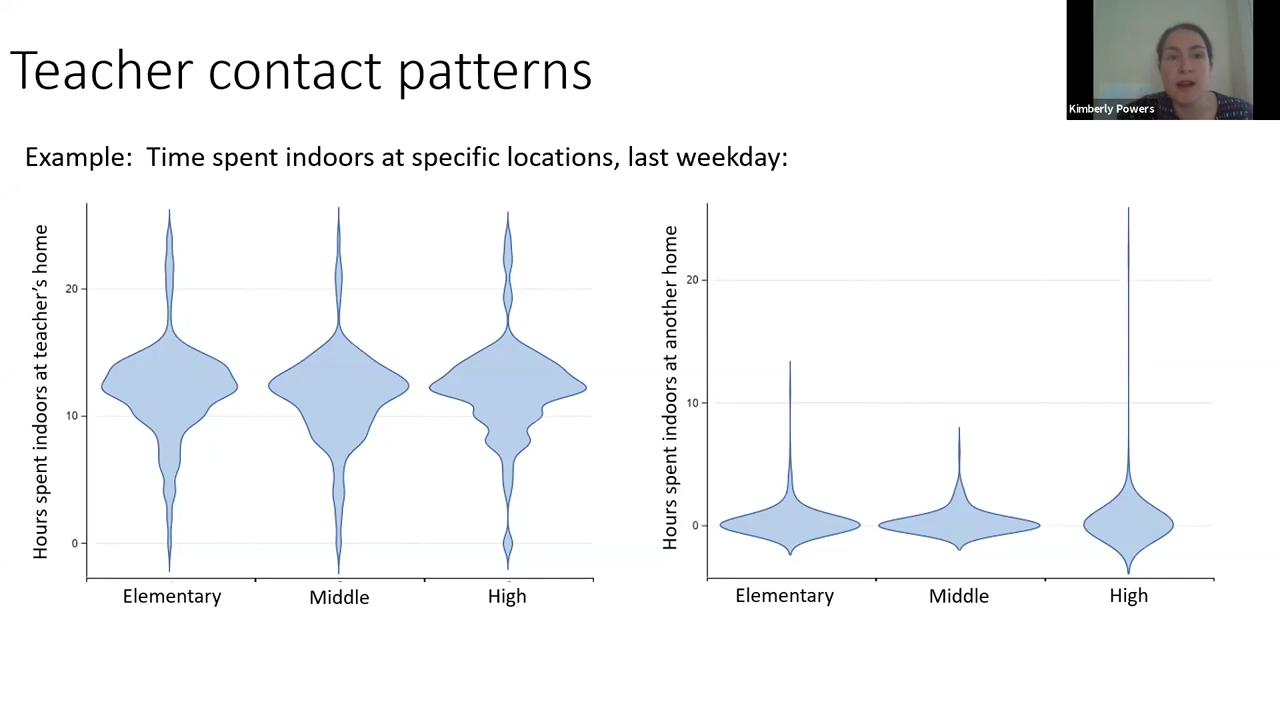 Teacher contact patterns
Kimberly Powers
Example: Time spent indoors at specific locations, last weekday:
Hours spent indoors at teacher's home
20
10
0
Elementary
Middle
High
Hours spent indoors at another home
20
10
0
Elementary
Middle
High